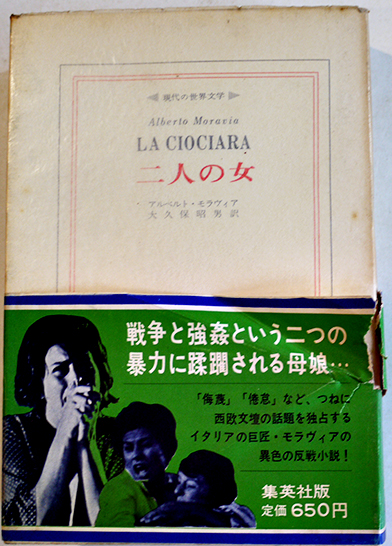 現代の世界文学
Alberto Moravia
LA CIOCIARA
二人の女
アルベルト・モラヴィア
大久保昭男訳
戦争と強姦という二つの
暴力に蹂躙される母娘…
「侮蔑」「倦怠」など、つねに
西欧文壇の話題を独占する
イタリアの巨匠・モラヴィアの
異色の反戦小説！
集英社版
定価650円